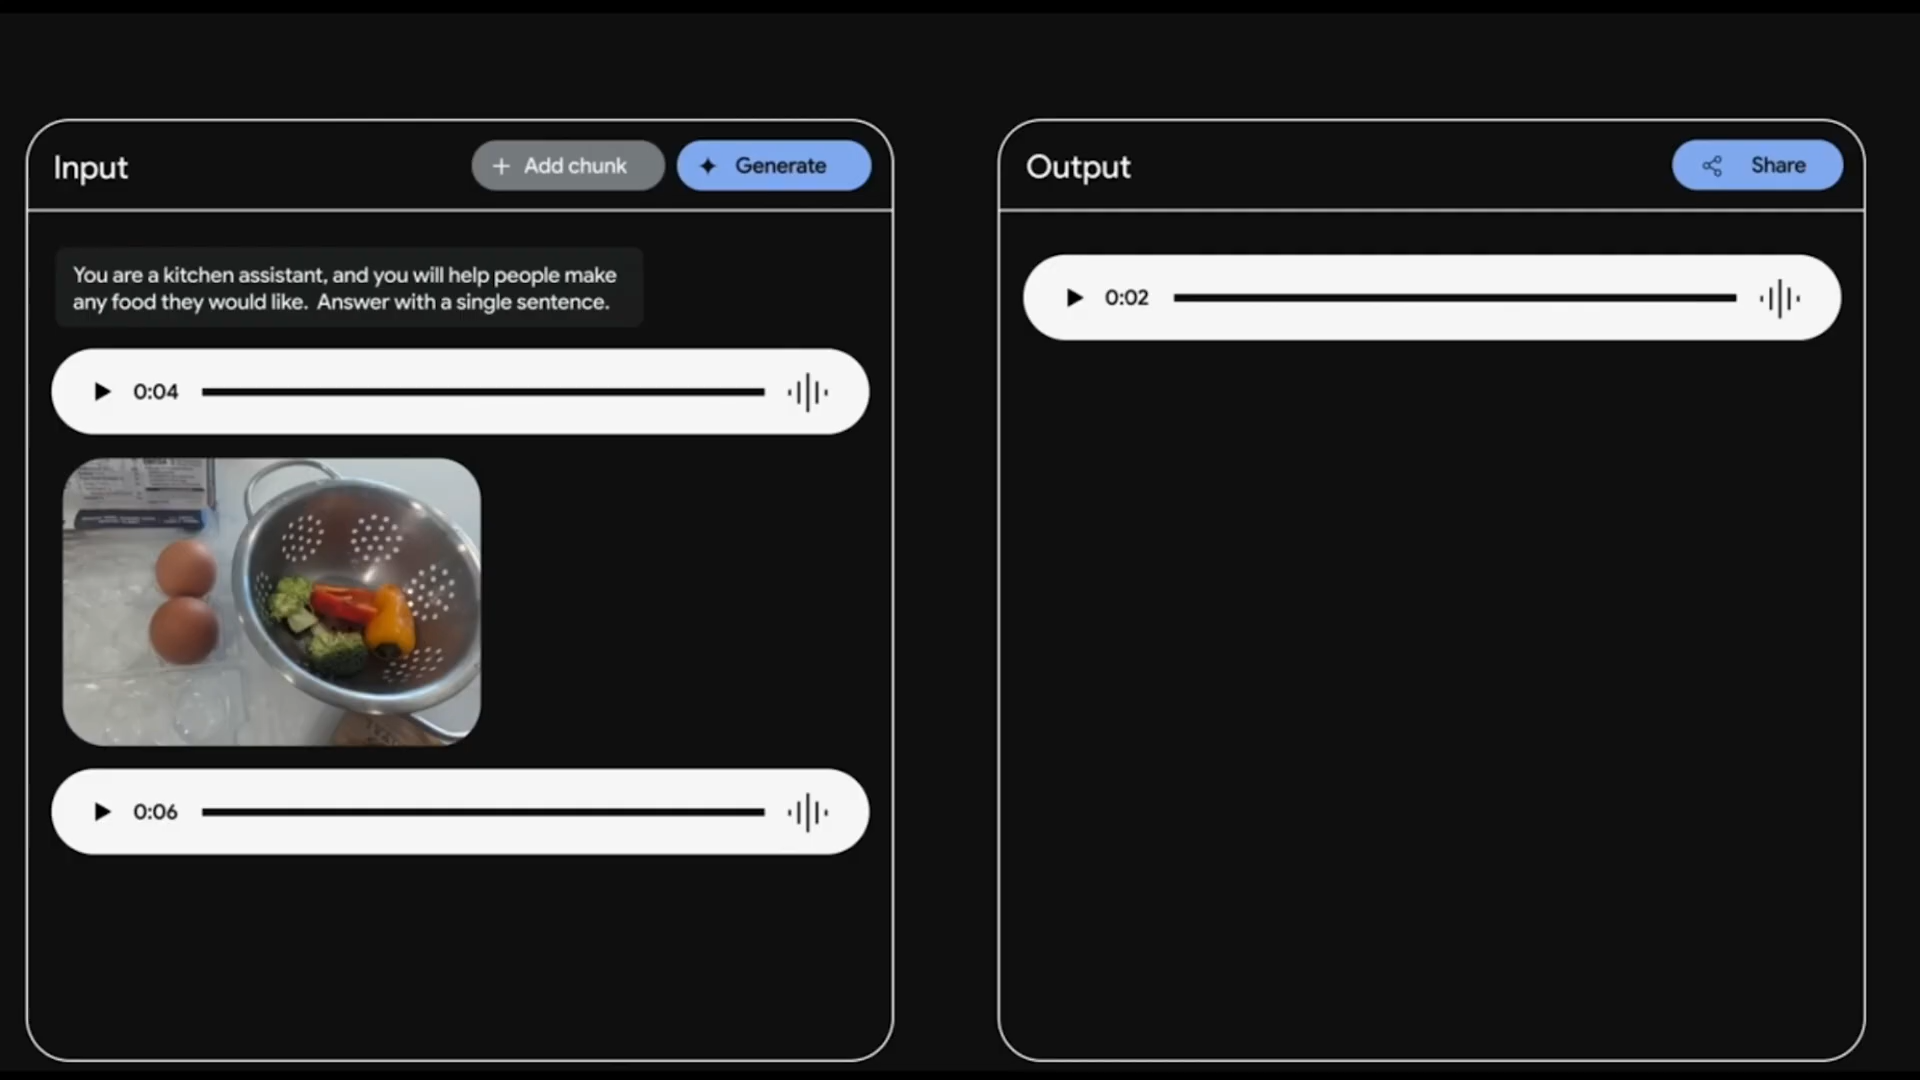 Input
+ Add chunk
Generate
You are a kitchen assistant, and you will help people make
any food they would like. Answer with a single sentence.
0:04
0:06
Output
Share
0:02